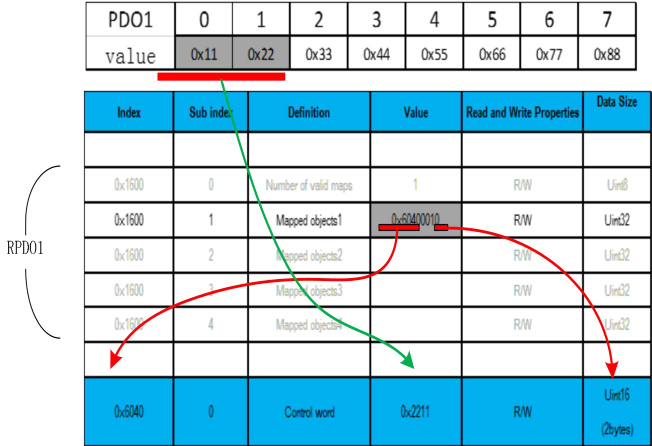 PDO1 0 1 2 3 4 5 6 7
value 0x11 0x22 0x33 0x44 0x55 0x66 0x77 0x88
Index Sub index Definition Value Read and Write Properties Data Size
0x1600 0 Number of valid maps 1 R/W Uint8
0x1600 1 Mapped objects1 0x60400010 R/W Uint32
0x1600 2 Mapped objects2 R/W Uint32
RPDO1
0x1600 3 Mapped objects3 R/W Uint32
0x1600 4 Mapped objects4 R/W Uint32
0x6040 0 Control word 0x2211 R/W Uint16
(2bytes)